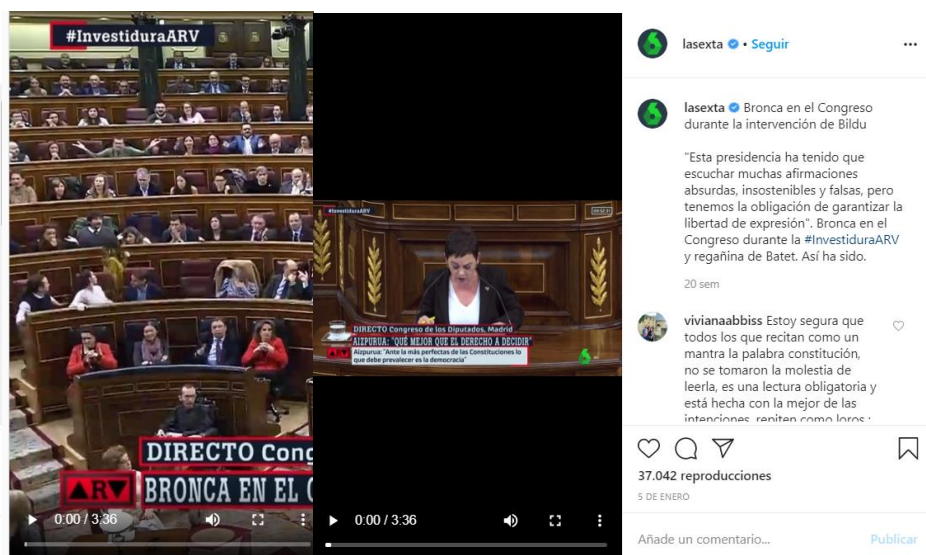 #InvestiduraARV
DIRECTO Cong
ARV BRONCA EN EL C
0:00 / 3:36
#InvestiduraARV
DIRECTO Congreso de los Diputados, Madrid
AIZPURUA: "QUÉ MEJOR QUE EL DERECHO A DECIDIR"
ARV Aizpurua: "Ante la más perfectas de las Constituciones lo
que debe prevalecer es la democracia"
0:00 / 3:36
lasexta • Seguir
lasexta Bronca en el Congreso
durante la intervención de Bildu
"Esta presidencia ha tenido que
escuchar muchas afirmaciones
absurdas, insostenibles y falsas, pero
tenemos la obligación de garantizar la
libertad de expresión". Bronca en el
Congreso durante la #InvestiduraARV
y regañina de Batet. Así ha sido.
20 sem
vivianaabbiss Estoy segura que
todos los que recitan como un
mantra la palabra constitución,
no se tomaron la molestia de
leerla, es una lectura obligatoria y
está hecha con la mejor de las
intenciones, repiten como loros :
37.042 reproducciones
5 DE ENERO
Añade un comentario...
Publicar